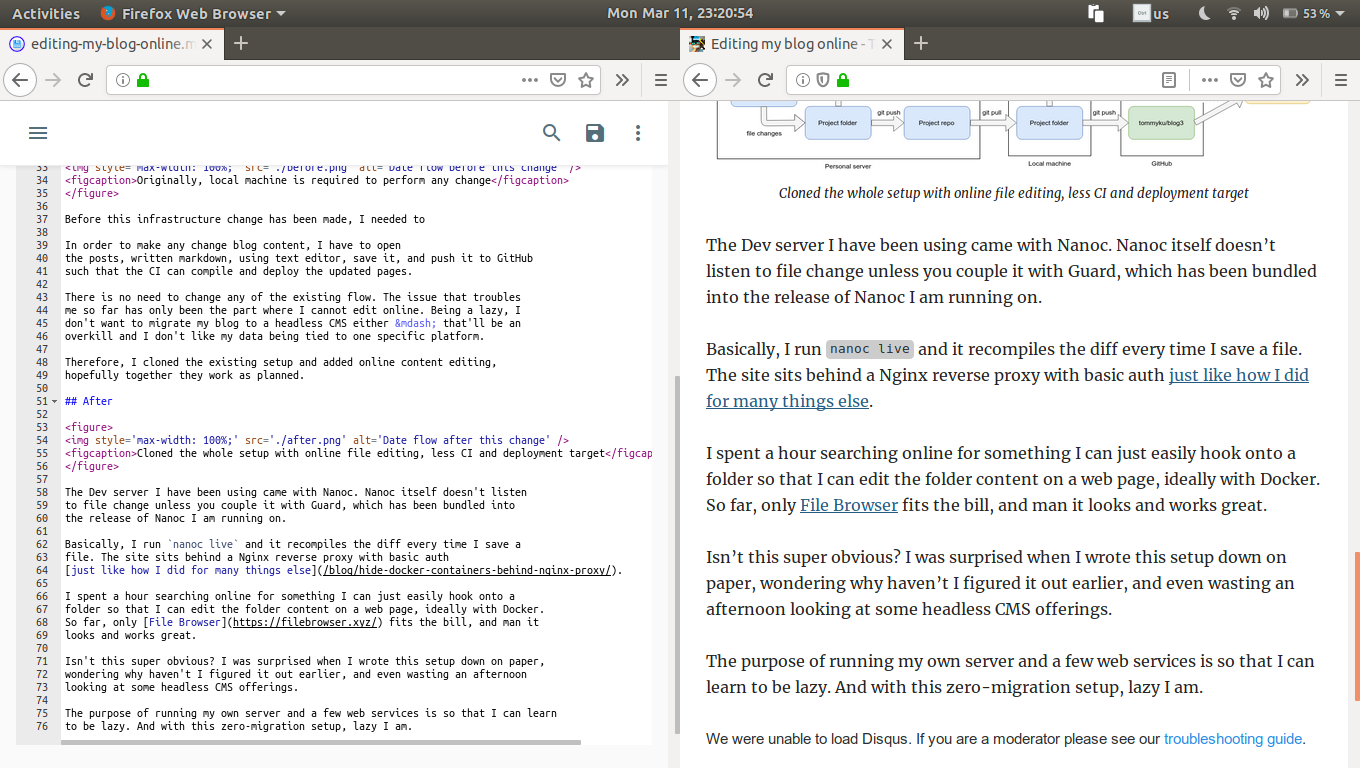 Activities Firefox Web Browser Mon Mar 11, 23:20:54 us 53 %
editing-my-blog-online.m
Editing my blog online - T
33 <img style='max-width: 100%;' src='./before.png' alt='Date flow before this change' />
34 <figcaption>Originally, local machine is required to perform any change</figcaption>
35 </figure>
36
37 Before this infrastructure change has been made, I needed to
38
39 In order to make any change blog content, I have to open
40 the posts, written markdown, using text editor, save it, and push it to GitHub
41 such that the CI can compile and deploy the updated pages.
42
43 There is no need to change any of the existing flow. The issue that troubles
44 me so far has only been the part where I cannot edit online. Being a lazy, I
45 don't want to migrate my blog to a headless CMS either &mdash; that'll be an
46 overkill and I don't like my data being tied to one specific platform.
47
48 Therefore, I cloned the existing setup and added online content editing,
49 hopefully together they work as planned.
50
51 ## After
52
53 <figure>
54 <img style='max-width: 100%;' src='./after.png' alt='Date flow after this change' />
55 <figcaption>Cloned the whole setup with online file editing, less CI and deployment target</figcap
56 </figure>
57
58 The Dev server I have been using came with Nanoc. Nanoc itself doesn't listen
59 to file change unless you couple it with Guard, which has been bundled into
60 the release of Nanoc I am running on.
61
62 Basically, I run `nanoc live` and it recompiles the diff every time I save a
63 file. The site sits behind a Nginx reverse proxy with basic auth
64 [just like how I did for many things else](/blog/hide-docker-containers-behind-nginx-proxy/).
65
66 I spent a hour searching online for something I can just easily hook onto a
67 folder so that I can edit the folder content on a web page, ideally with Docker.
68 So far, only [File Browser](https://filebrowser.xyz/) fits the bill, and man it
69 looks and works great.
70
71 Isn't this super obvious? I was surprised when I wrote this setup down on paper,
72 wondering why haven't I figured it out earlier, and even wasting an afternoon
73 looking at some headless CMS offerings.
74
75 The purpose of running my own server and a few web services is so that I can learn
76 to be lazy. And with this zero-migration setup, lazy I am.
file changes
Project folder
git push
Project repo
git pull
Project folder
git push
tommyku/blog3
Personal server
Local machine
GitHub
Cloned the whole setup with online file editing, less CI and deployment target
The Dev server I have been using came with Nanoc. Nanoc itself doesn’t
listen to file change unless you couple it with Guard, which has been bundled
into the release of Nanoc I am running on.
Basically, I run nanoc live and it recompiles the diff every time I save a file.
The site sits behind a Nginx reverse proxy with basic auth just like how I did
for many things else.
I spent a hour searching online for something I can just easily hook onto a
folder so that I can edit the folder content on a web page, ideally with Docker.
So far, only File Browser fits the bill, and man it looks and works great.
Isn’t this super obvious? I was surprised when I wrote this setup down on
paper, wondering why haven’t I figured it out earlier, and even wasting an
afternoon looking at some headless CMS offerings.
The purpose of running my own server and a few web services is so that I can
learn to be lazy. And with this zero-migration setup, lazy I am.
We were unable to load Disqus. If you are a moderator please see our troubleshooting guide.